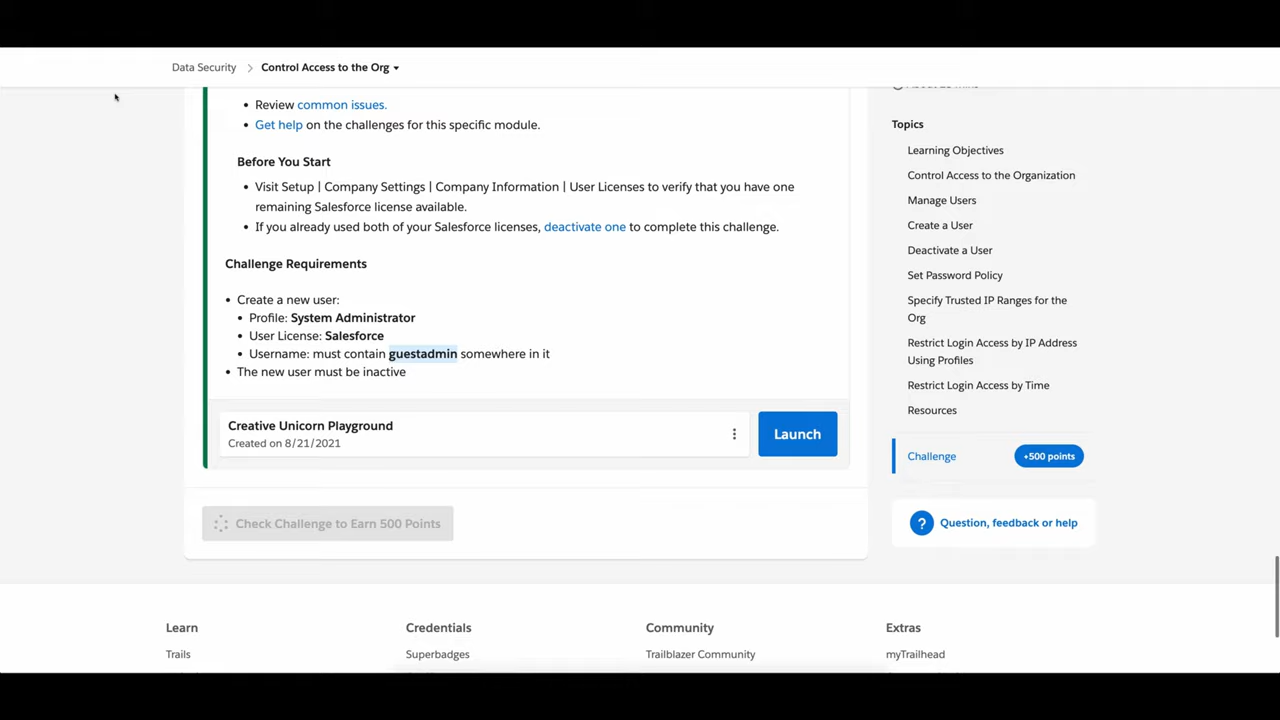 Data Security > Control Access to the Org
• Review common issues.
• Get help on the challenges for this specific module.
Before You Start
• Visit Setup | Company Settings | Company Information | User Licenses to verify that you have one
remaining Salesforce license available.
• If you already used both of your Salesforce licenses, deactivate one to complete this challenge.
Challenge Requirements
• Create a new user:
• Profile: System Administrator
• User License: Salesforce
• Username: must contain guestadmin somewhere in it
• The new user must be inactive
Creative Unicorn Playground
Created on 8/21/2021
Launch
Check Challenge to Earn 500 Points
Topics
Learning Objectives
Control Access to the Organization
Manage Users
Create a User
Deactivate a User
Set Password Policy
Specify Trusted IP Ranges for the
Org
Restrict Login Access by IP Address
Using Profiles
Restrict Login Access by Time
Resources
Challenge +500 points
? Question, feedback or help
Learn
Trails
Credentials
Superbadges
Community
Trailblazer Community
Extras
myTrailhead